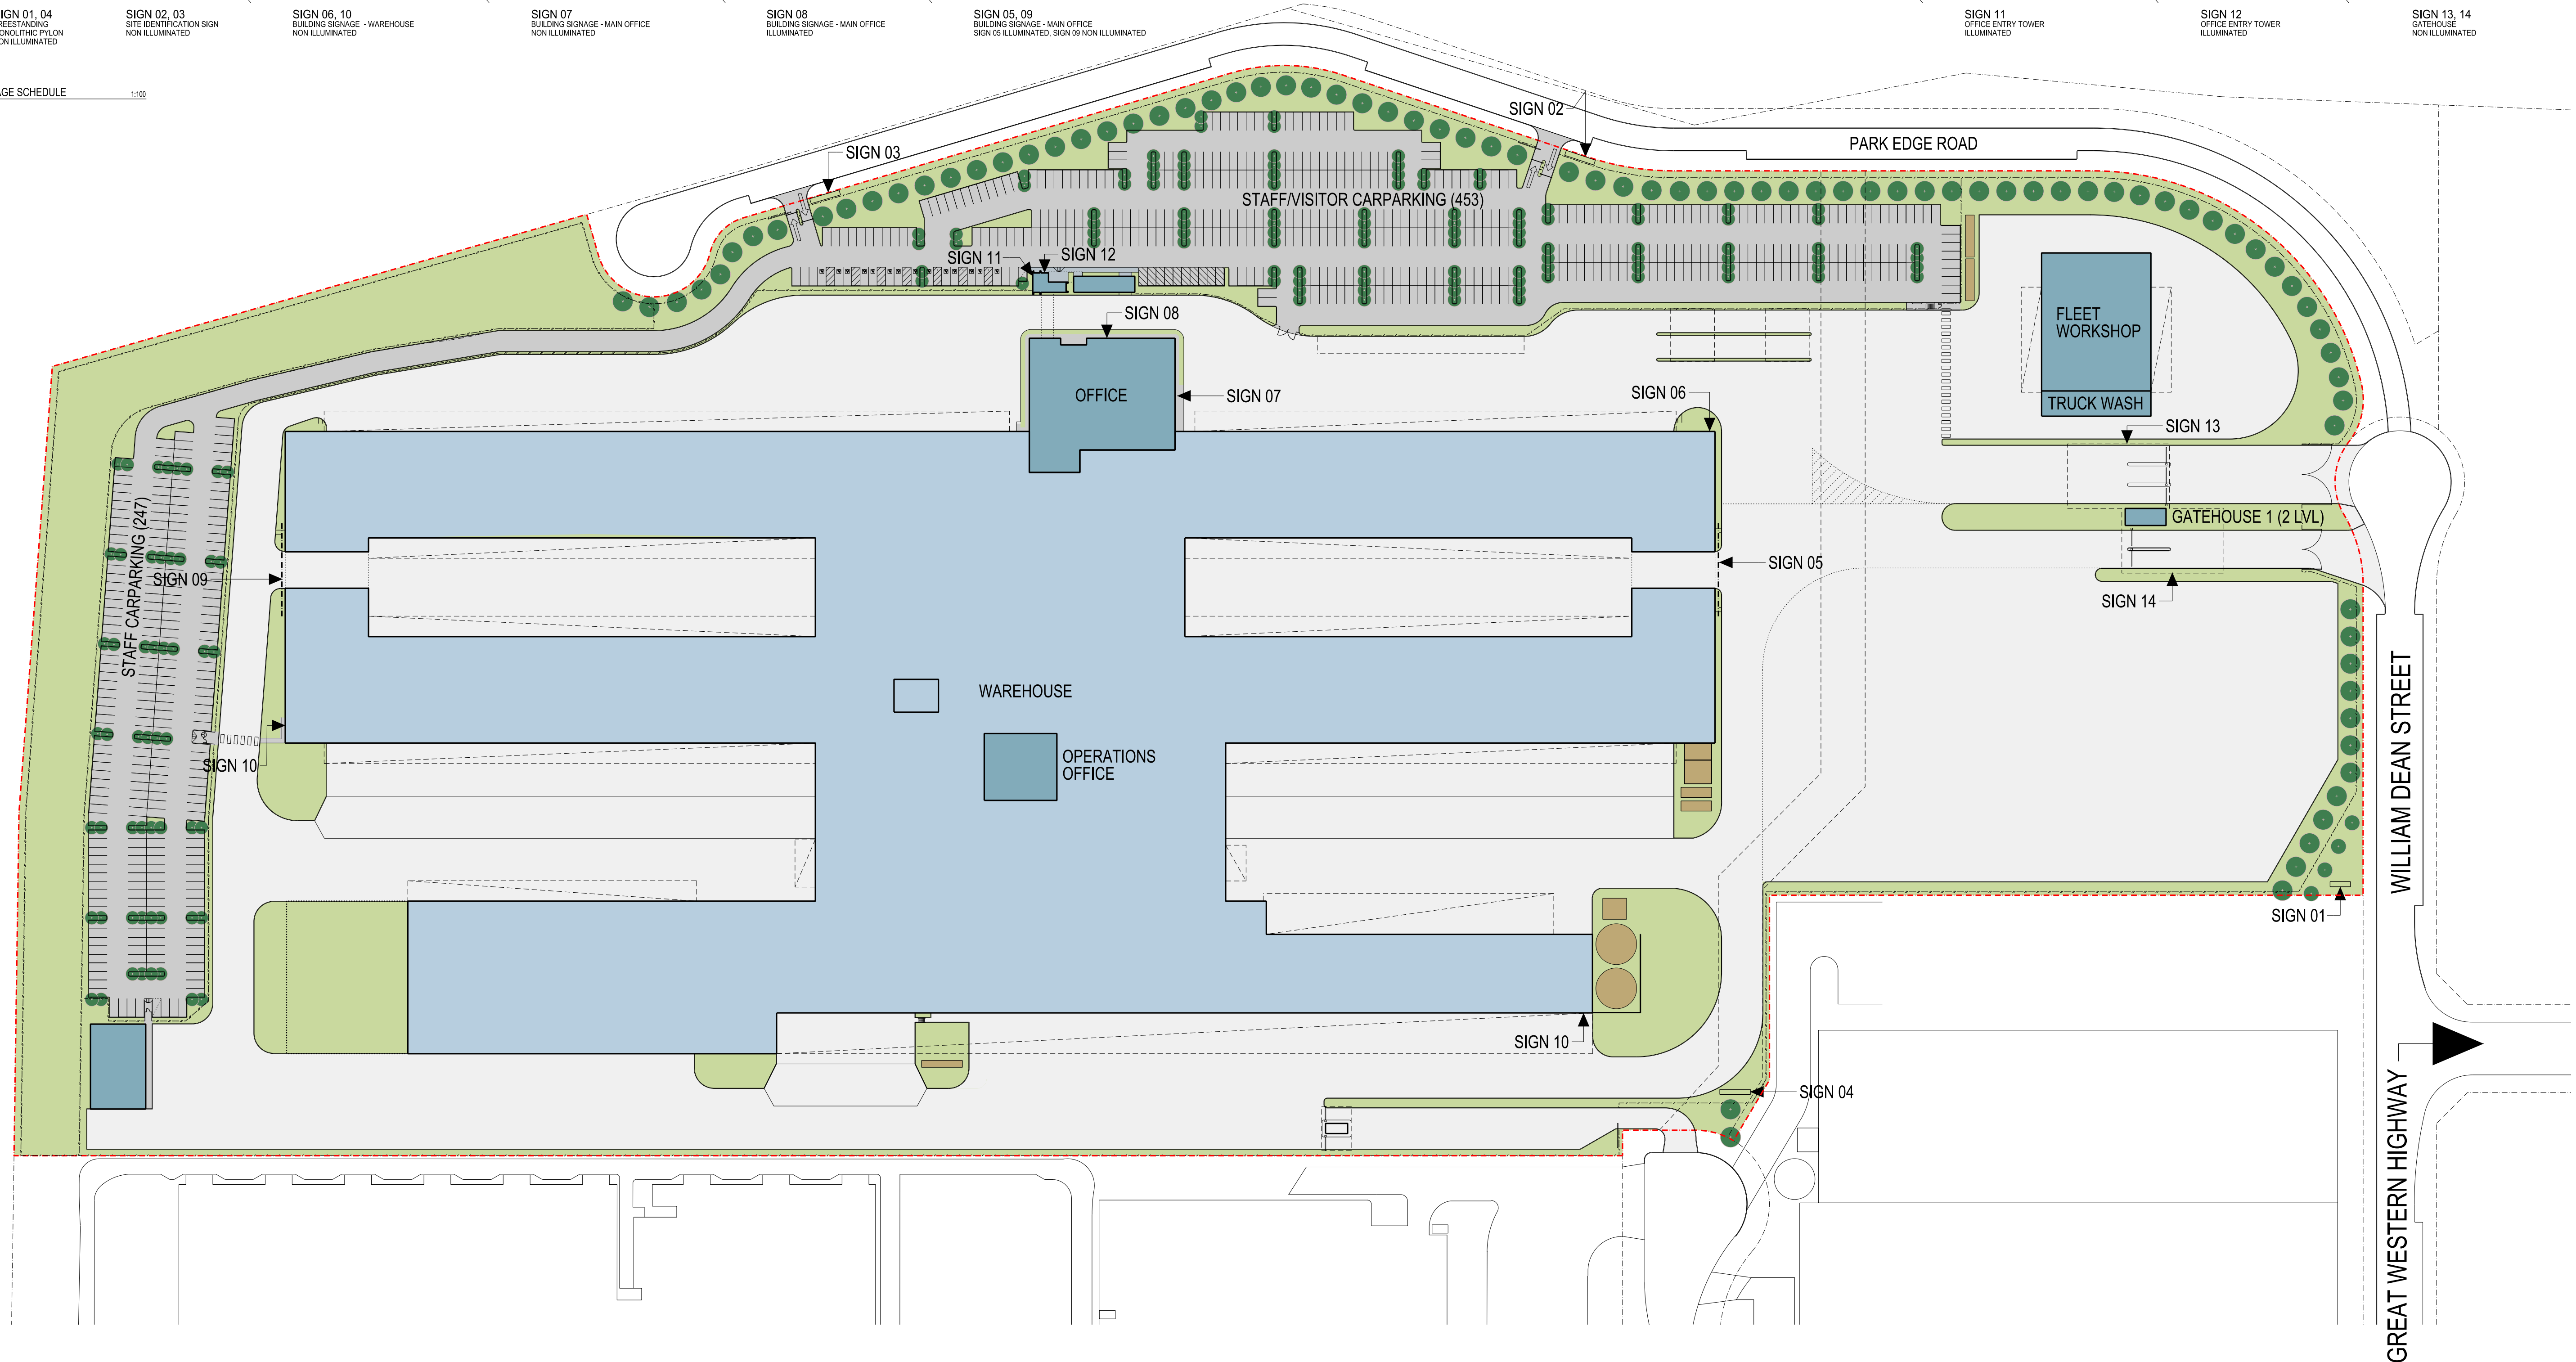 SIGN 02, 03
SITE IDENTIFICATION SIGN
NON ILLUMINATED
SIGN 06, 10
BUILDING SIGNAGE - WAREHOUSE
NON ILLUMINATED
SIGN 07
BUILDING SIGNAGE - MAIN OFFICE
NON ILLUMINATED
SIGN 08
BUILDING SIGNAGE - MAIN OFFICE
ILLUMINATED
SIGN 05, 09
BUILDING SIGNAGE - MAIN OFFICE
SIGN 05 ILLUMINATED, SIGN 09 NON ILLUMINATED
SIGN 11
OFFICE ENTRY TOWER
ILLUMINATED
SIGN 12
OFFICE ENTRY TOWER
ILLUMINATED
SIGN 13, 14
GATEHOUSE
NON ILLUMINATED
IGN 01, 04
REESTANDING
ONOLITHIC PYLON
ON ILLUMINATED
AGE SCHEDULE
1:100
SIGN 02
PARK EDGE ROAD
SIGN 03
STAFF/VISITOR CARPARKING (453)
SIGN 11
SIGN 12
SIGN 08
FLEET
WORKSHOP
OFFICE
SIGN 07
SIGN 06
TRUCK WASH
SIGN 13
STAFF CARPARKING (247)
GATEHOUSE 1 (2 LVL)
SIGN 09
SIGN 05
SIGN 14
WAREHOUSE
SIGN 10
OPERATIONS
OFFICE
WILLIAM DEAN STREET
SIGN 01
SIGN 10
SIGN 04
GREAT WESTERN HIGHWAY